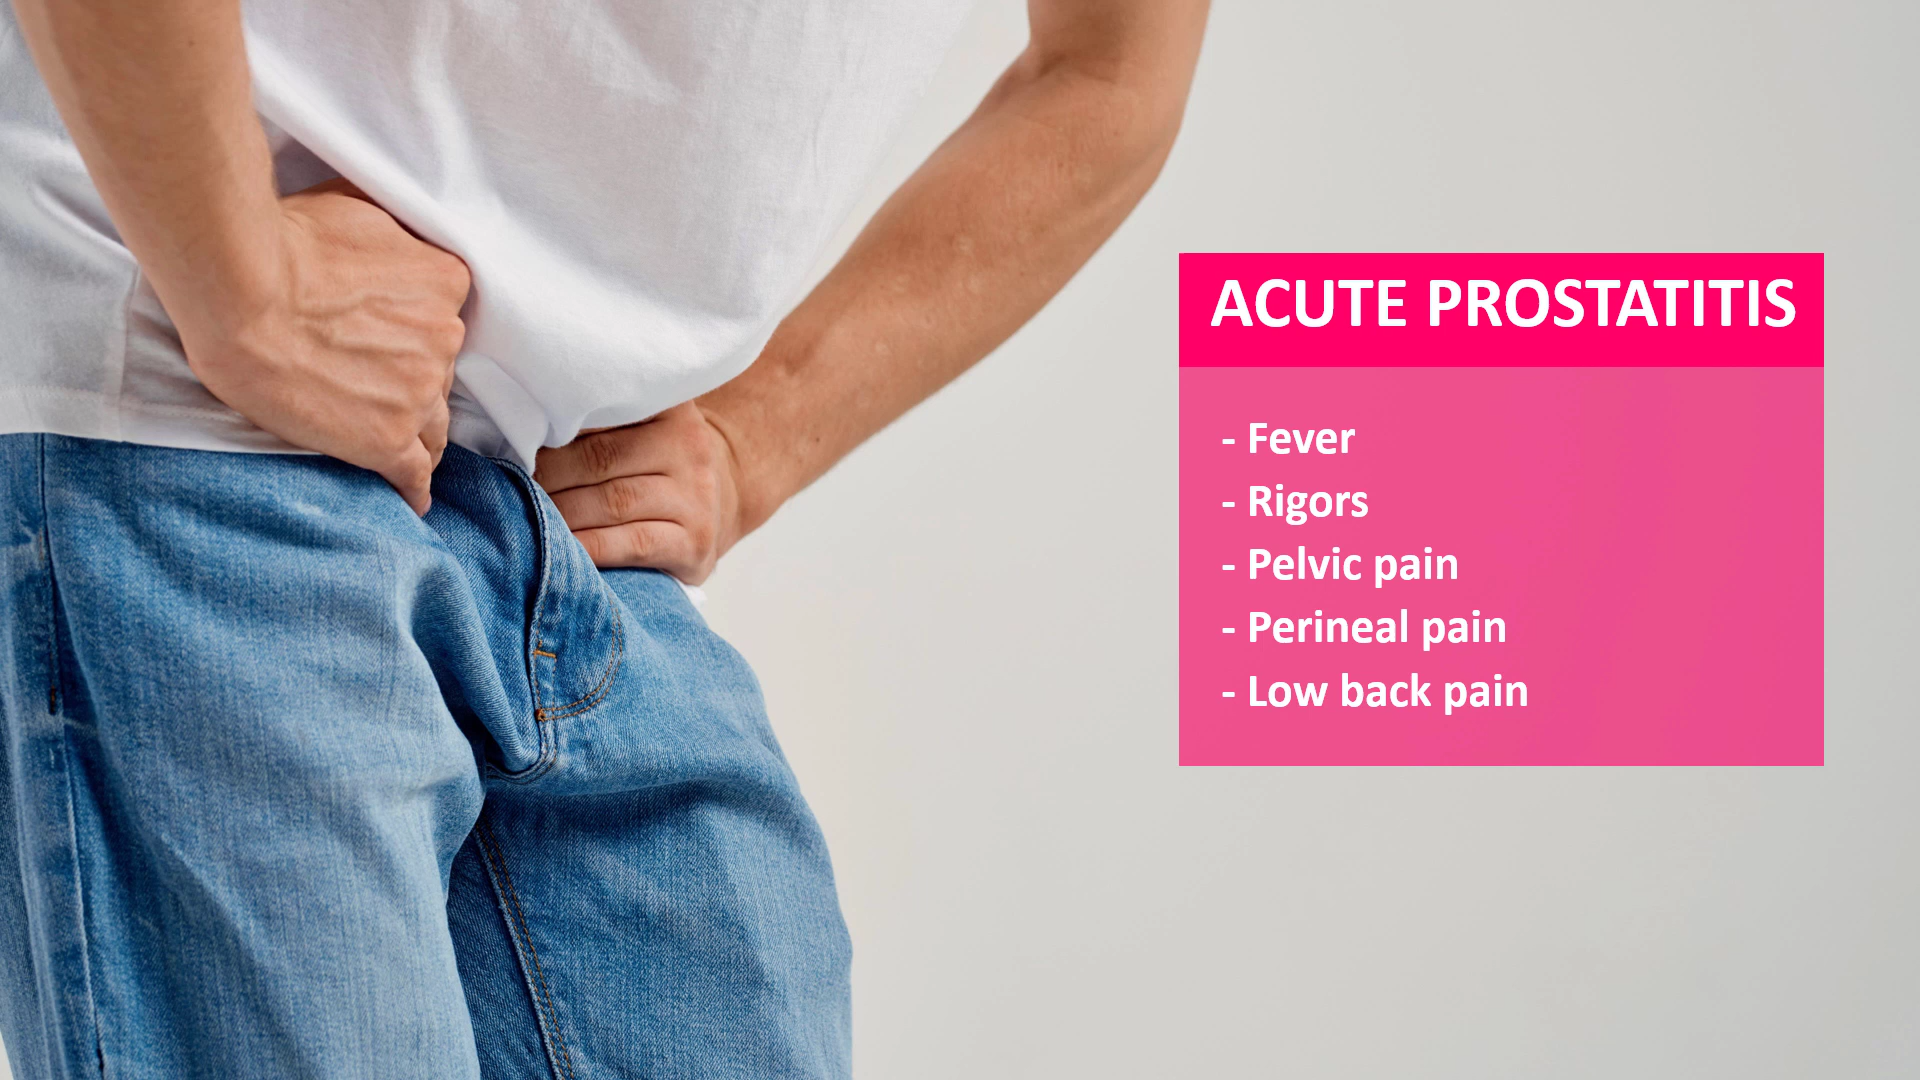 ACUTE PROSTATITIS
- Fever
- Rigors
- Pelvic pain
- Perineal pain
- Low back pain